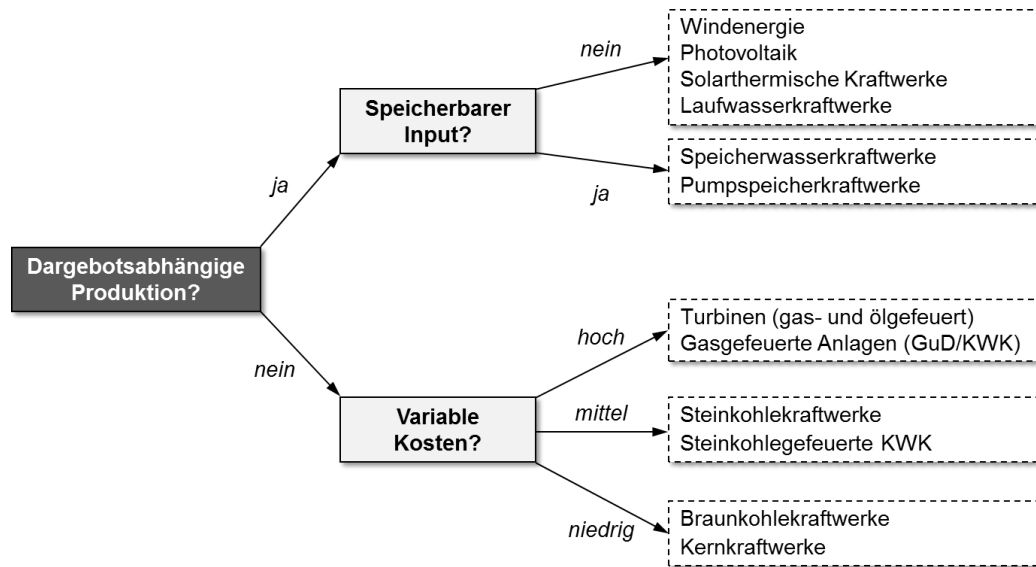 Dargebotsabhängige
Produktion?
ja
nein
Speicherbarer
Input?
nein
ja
Windenergie
Photovoltaik
Solarthermische Kraftwerke
Laufwasserkraftwerke
Speicherwasserkraftwerke
Pumpspeicherkraftwerke
Variable
Kosten?
hoch
mittel
niedrig
Turbinen (gas- und ölgefeuert)
Gasgefeuerte Anlagen (GuD/KWK)
Steinkohlekraftwerke
Steinkohlegefeuerte KWK
Braunkohlekraftwerke
Kernkraftwerke